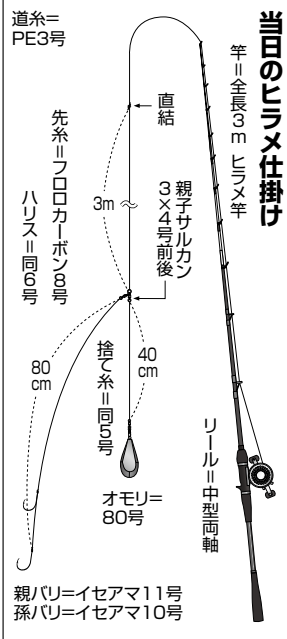 当日のヒラメ仕掛け
竿=全長3m ヒラメ竿
道糸=
PE3号
直結
先糸=フロロカーボン8号
3m
親子サルカン
3×4号前後
ハリス=同6号
80
cm
捨て糸=同5号
40
cm
リール=中型両軸
オモリ=
80号
親バリ=イセアマ11号
孫バリ=イセアマ10号